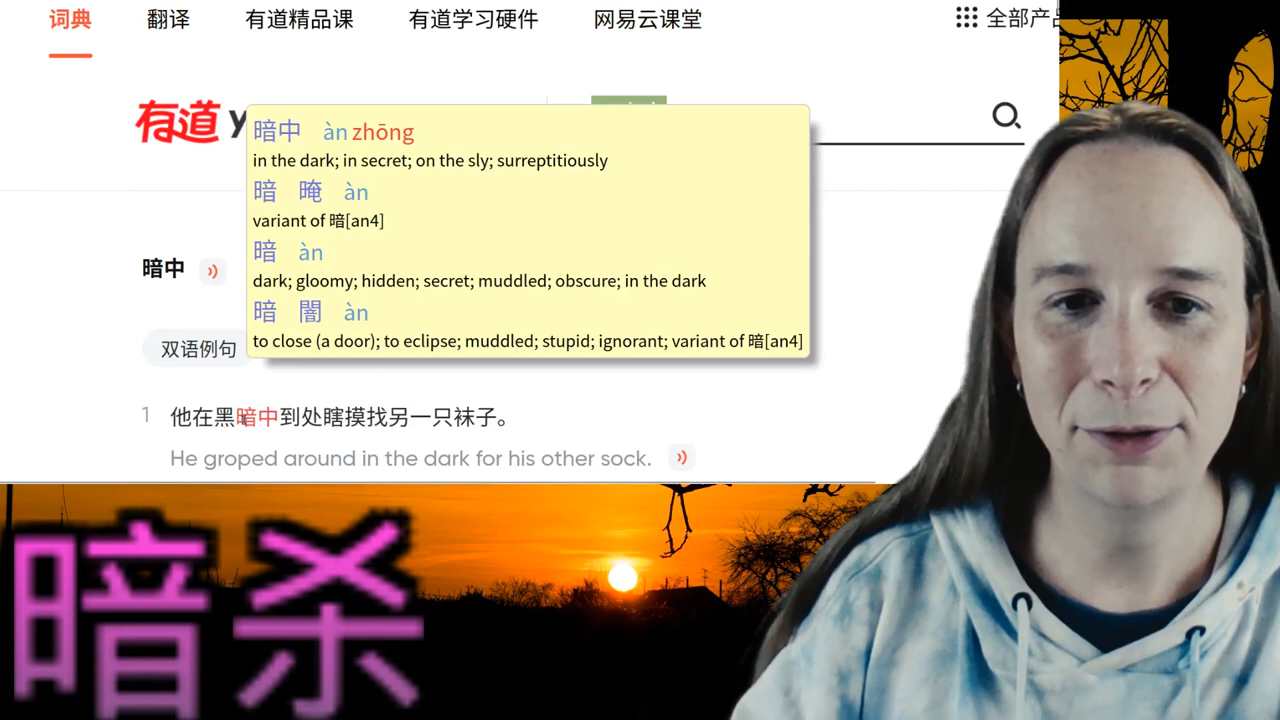 词典 翻译 有道精品课 有道学习硬件 网易云课堂 全部产品
有道 y
暗中 àn zhōng
in the dark; in secret; on the sly; surreptitiously
暗 晻 àn
variant of 暗[an4]
暗 àn
dark; gloomy; hidden; secret; muddled; obscure; in the dark
暗 闇 àn
to close (a door); to eclipse; muddled; stupid; ignorant; variant of 暗[an4]
暗中
双语例句
1 他在黑暗中到处瞎摸找另一只袜子。
He groped around in the dark for his other sock.
暗杀